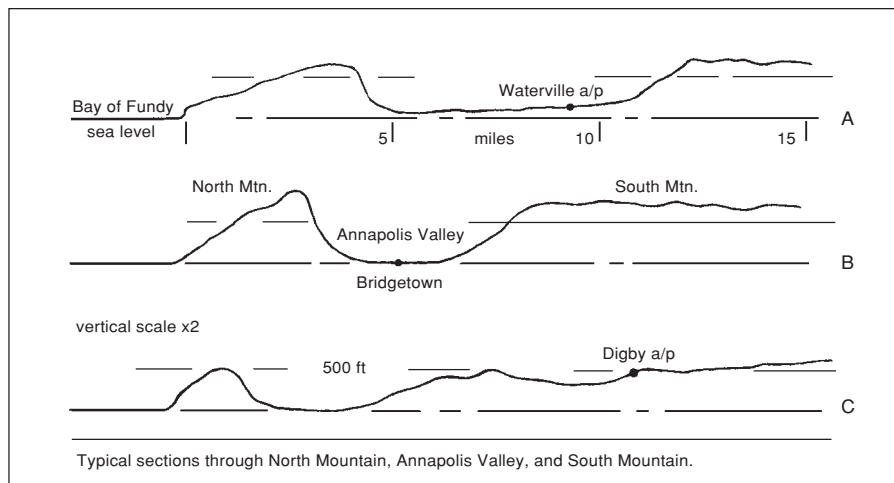 Waterville a/p
Bay of Fundy
sea level
5
miles
10
15
A
North Mtn.
South Mtn.
Annapolis Valley
B
Bridgetown
vertical scale x2
500 ft
Digby a/p
C
Typical sections through North Mountain, Annapolis Valley, and South Mountain.